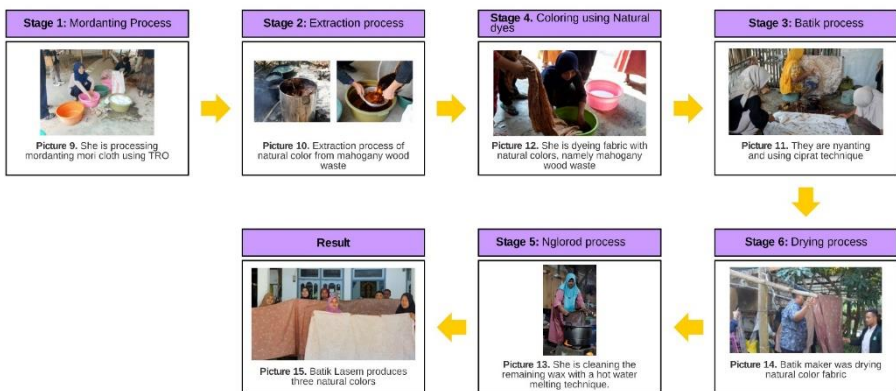 Stage 1: Mordanting Process
Picture 9. She is processing
mordanting mori cloth using TRO
Stage 2: Extraction process
Picture 10. Extraction process of
natural color from mahogany wood
waste
Stage 4. Coloring using Natural
dyes
Picture 12. She is dyeing fabric with
natural colors, namely mahogany
wood waste
Stage 3: Batik process
Picture 11. They are nyanting
and using ciprat technique
Stage 6: Drying process
Picture 14. Batik maker was drying
natural color fabric
Stage 5: Nglorod process
Picture 13. She is cleaning the
remaining wax with a hot water
melting technique.
Result
Picture 15. Batik Lasem produces
three natural colors